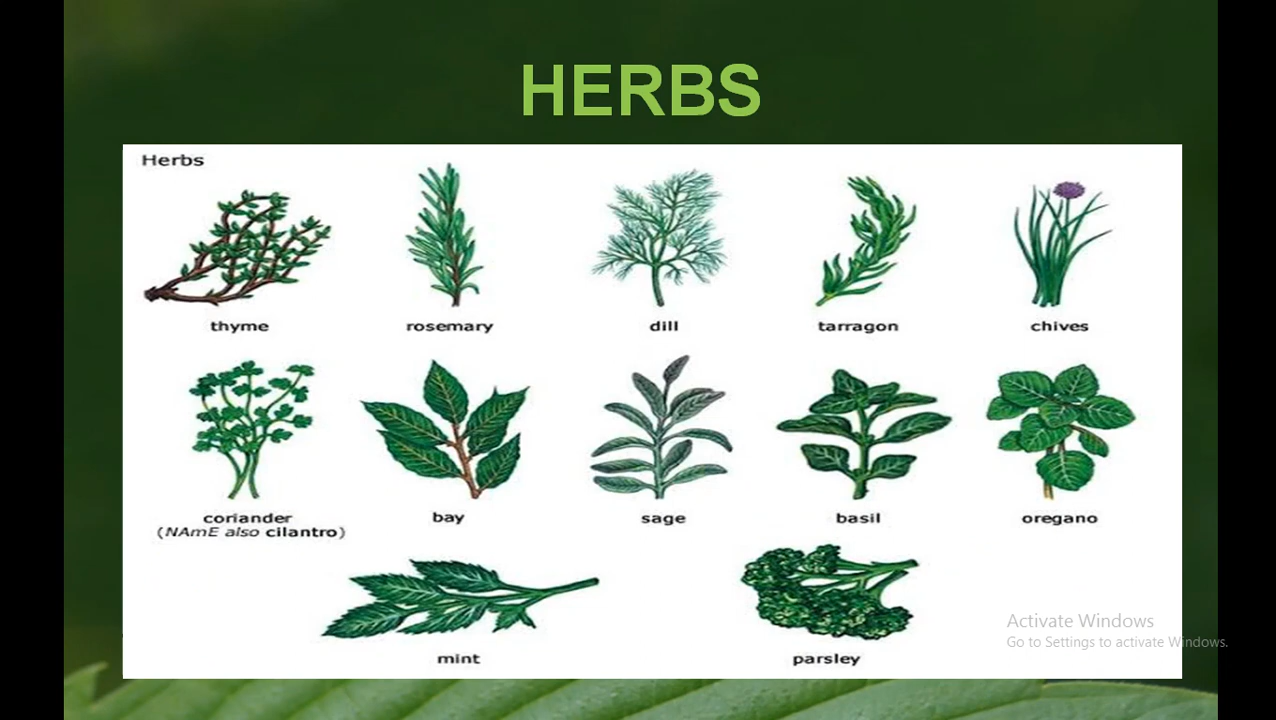 HERBS
Herbs
thyme rosemary dill tarragon chives
coriander bay sage basil oregano
(NAmE also cilantro)
mint parsley
Activate Windows
Go to Settings to activate Windows.